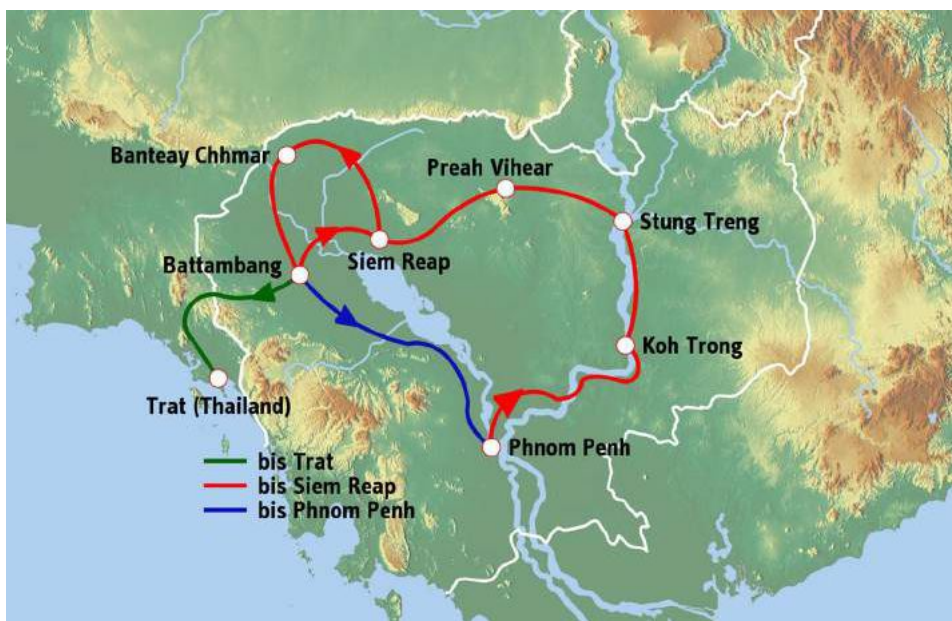 Banteay Chhmar
Preah Vihear
Stung Treng
Battambang
Siem Reap
Koh Trong
Trat (Thailand)
Phnom Penh
bis Trat
bis Siem Reap
bis Phnom Penh